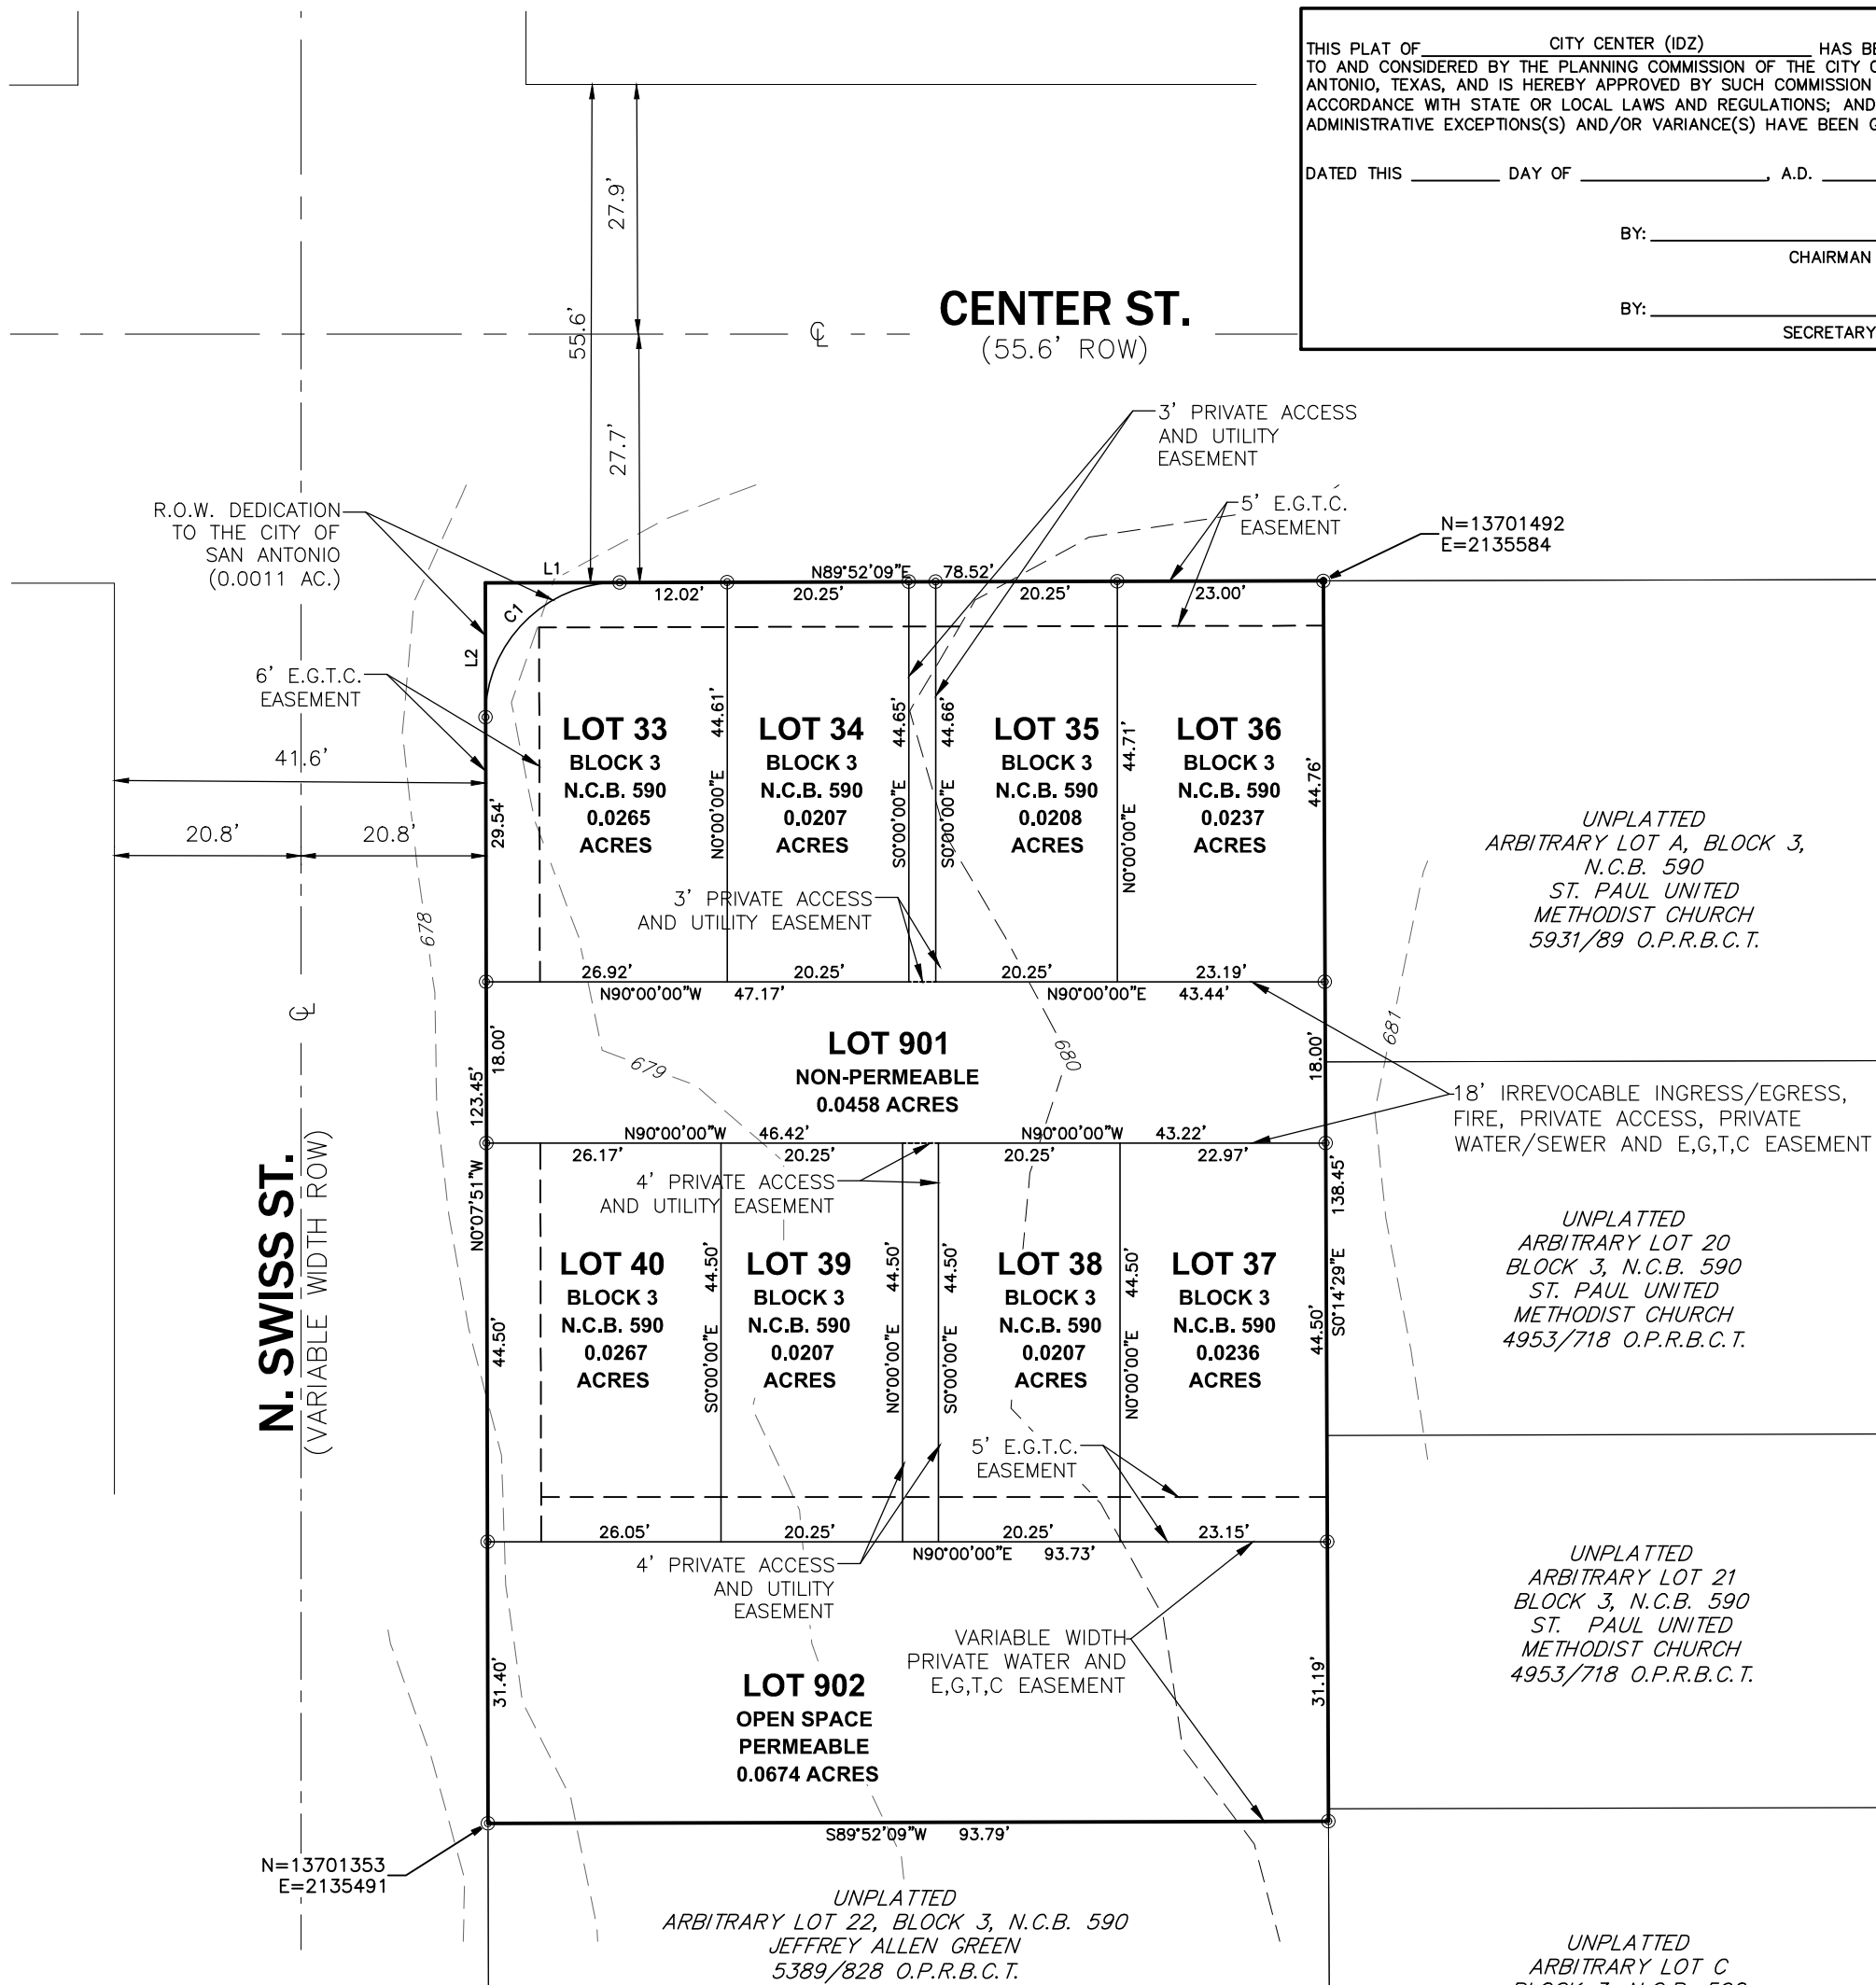 THIS PLAT OF CITY CENTER (IDZ) HAS BE
TO AND CONSIDERED BY THE PLANNING COMMISSION OF THE CITY O
ANTONIO, TEXAS, AND IS HEREBY APPROVED BY SUCH COMMISSION
ACCORDANCE WITH STATE OR LOCAL LAWS AND REGULATIONS; AND
ADMINISTRATIVE EXCEPTIONS(S) AND/OR VARIANCE(S) HAVE BEEN G
DATED THIS DAY OF , A.D.
BY:
CHAIRMAN
BY:
SECRETARY
27.9'
55.6'
27.7'
CENTER ST.
(55.6' ROW)
3' PRIVATE ACCESS
AND UTILITY
EASEMENT
5' E.G.T.C.
EASEMENT
N=13701492
E=2135584
R.O.W. DEDICATION
TO THE CITY OF
SAN ANTONIO
(0.0011 AC.)
L1
C1
L2
N89°52'09"E 78.52'
12.02'
20.25'
20.25'
23.00'
6' E.G.T.C.
EASEMENT
41.6'
20.8'
20.8'
29.54'
LOT 33
BLOCK 3
N.C.B. 590
0.0265
ACRES
N0°00'00"E 44.61'
LOT 34
BLOCK 3
N.C.B. 590
0.0207
ACRES
S0°00'00"E 44.65'
S0°00'00"E 44.66'
LOT 35
BLOCK 3
N.C.B. 590
0.0208
ACRES
N0°00'00"E 44.71'
LOT 36
BLOCK 3
N.C.B. 590
0.0237
ACRES
44.76'
UNPLATTED
ARBITRARY LOT A, BLOCK 3,
N.C.B. 590
ST. PAUL UNITED
METHODIST CHURCH
5931/89 O.P.R.B.C.T.
3' PRIVATE ACCESS
AND UTILITY EASEMENT
678
26.92'
20.25'
20.25'
23.19'
N90°00'00"W 47.17'
N90°00'00"E 43.44'
18.00'
LOT 901
NON-PERMEABLE
0.0458 ACRES
679
680
681
18.00'
18' IRREVOCABLE INGRESS/EGRESS,
FIRE, PRIVATE ACCESS, PRIVATE
WATER/SEWER AND E,G,T,C EASEMENT
N0°07'51"W 123.45'
N90°00'00"W 46.42'
N90°00'00"W 43.22'
26.17'
20.25'
20.25'
22.97'
4' PRIVATE ACCESS
AND UTILITY EASEMENT
N. SWISS ST.
(VARIABLE WIDTH ROW)
44.50'
LOT 40
BLOCK 3
N.C.B. 590
0.0267
ACRES
S0°00'00"E 44.50'
LOT 39
BLOCK 3
N.C.B. 590
0.0207
ACRES
N0°00'00"E 44.50'
S0°00'00"E 44.50'
LOT 38
BLOCK 3
N.C.B. 590
0.0207
ACRES
N0°00'00"E 44.50'
LOT 37
BLOCK 3
N.C.B. 590
0.0236
ACRES
44.50'
S0°14'29"E 138.45'
UNPLATTED
ARBITRARY LOT 20
BLOCK 3, N.C.B. 590
ST. PAUL UNITED
METHODIST CHURCH
4953/718 O.P.R.B.C.T.
5' E.G.T.C.
EASEMENT
26.05'
20.25'
20.25'
23.15'
N90°00'00"E 93.73'
4' PRIVATE ACCESS
AND UTILITY
EASEMENT
VARIABLE WIDTH
PRIVATE WATER AND
E,G,T,C EASEMENT
UNPLATTED
ARBITRARY LOT 21
BLOCK 3, N.C.B. 590
ST. PAUL UNITED
METHODIST CHURCH
4953/718 O.P.R.B.C.T.
31.40'
LOT 902
OPEN SPACE
PERMEABLE
0.0674 ACRES
31.19'
S89°52'09"W 93.79'
N=13701353
E=2135491
UNPLATTED
ARBITRARY LOT 22, BLOCK 3, N.C.B. 590
JEFFREY ALLEN GREEN
5389/828 O.P.R.B.C.T.
UNPLATTED
ARBITRARY LOT C
BLOCK 3, N.C.B. 590